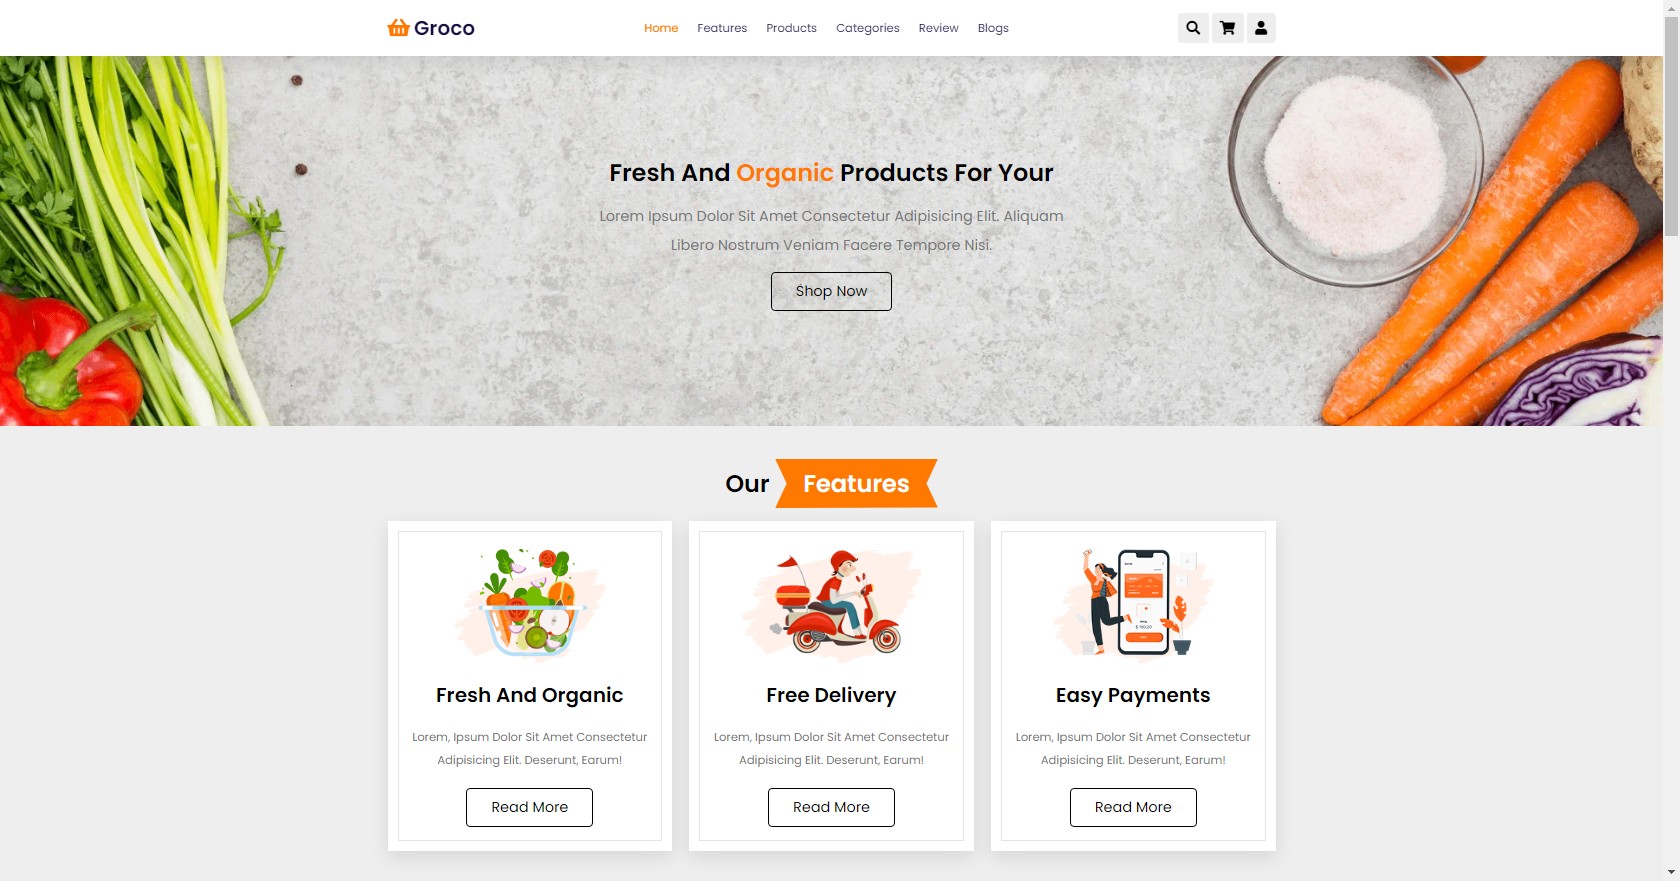 Groco
Home Features Products Categories Review Blogs
Fresh And Organic Products For Your
Lorem Ipsum Dolor Sit Amet Consectetur Adipisicing Elit. Aliquam
Libero Nostrum Veniam Facere Tempore Nisi.
Shop Now
Our Features
Fresh And Organic
Lorem, Ipsum Dolor Sit Amet Consectetur
Adipisicing Elit. Deserunt, Earum!
Read More
Free Delivery
Lorem, Ipsum Dolor Sit Amet Consectetur
Adipisicing Elit. Deserunt, Earum!
Read More
Easy Payments
Lorem, Ipsum Dolor Sit Amet Consectetur
Adipisicing Elit. Deserunt, Earum!
Read More